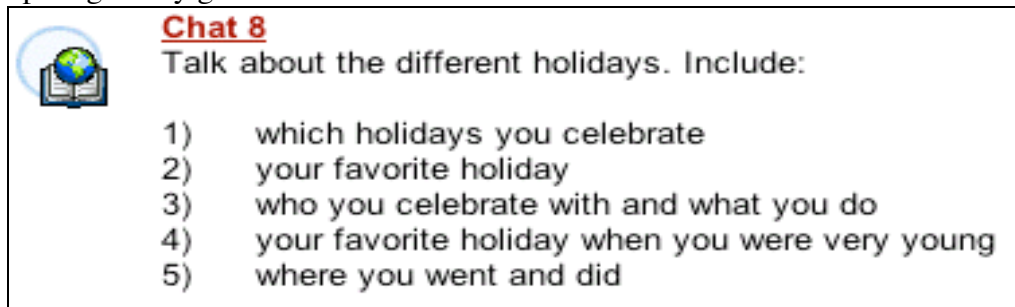 Chat 8
Talk about the different holidays. Include:
1) which holidays you celebrate
2) your favorite holiday
3) who you celebrate with and what you do
4) your favorite holiday when you were very young
5) where you went and did